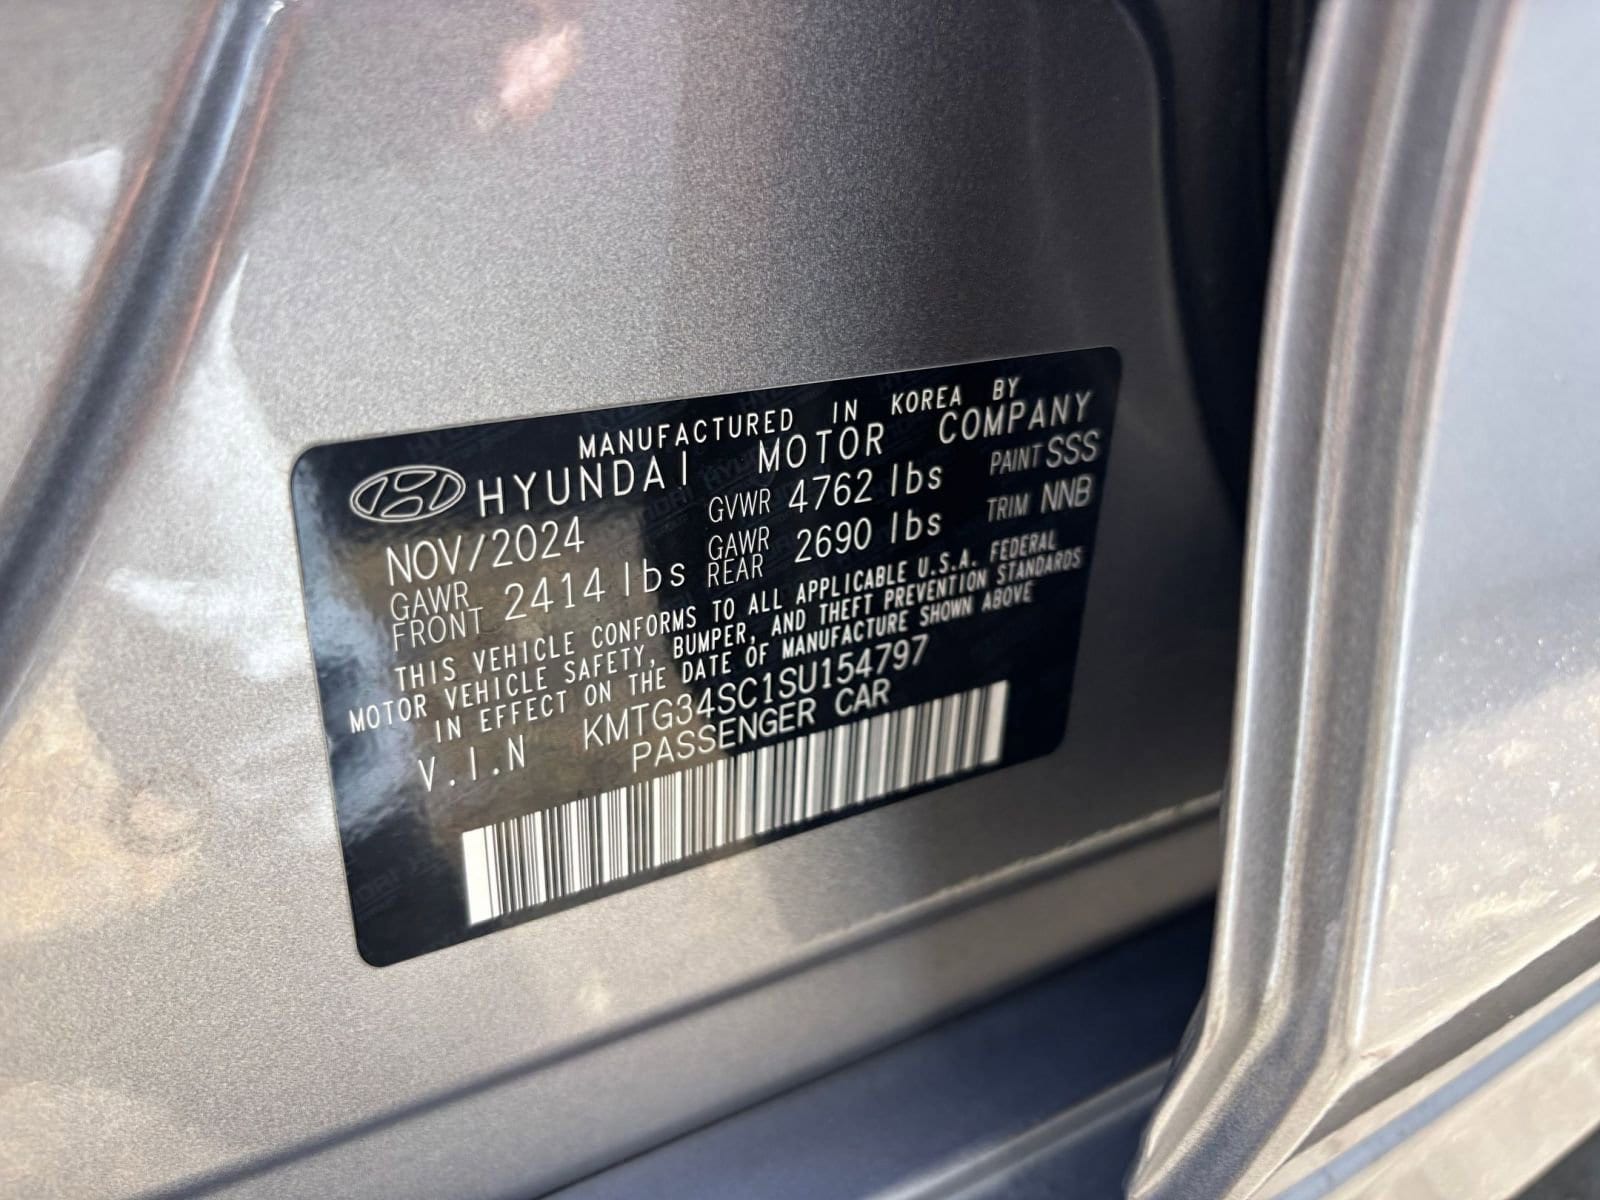 MANUFACTURED IN KOREA BY
HYUNDAI MOTOR COMPANY
NOV/2024 GVWR 4762 lbs PAINT SSS
GAWR FRONT 2414 lbs GAWR REAR 2690 lbs TRIM NNB
THIS VEHICLE CONFORMS TO ALL APPLICABLE U.S.A. FEDERAL
MOTOR VEHICLE SAFETY, BUMPER, AND THEFT PREVENTION STANDARDS
IN EFFECT ON THE DATE OF MANUFACTURE SHOWN ABOVE
V.I.N KMTG34SC1SU154797
PASSENGER CAR